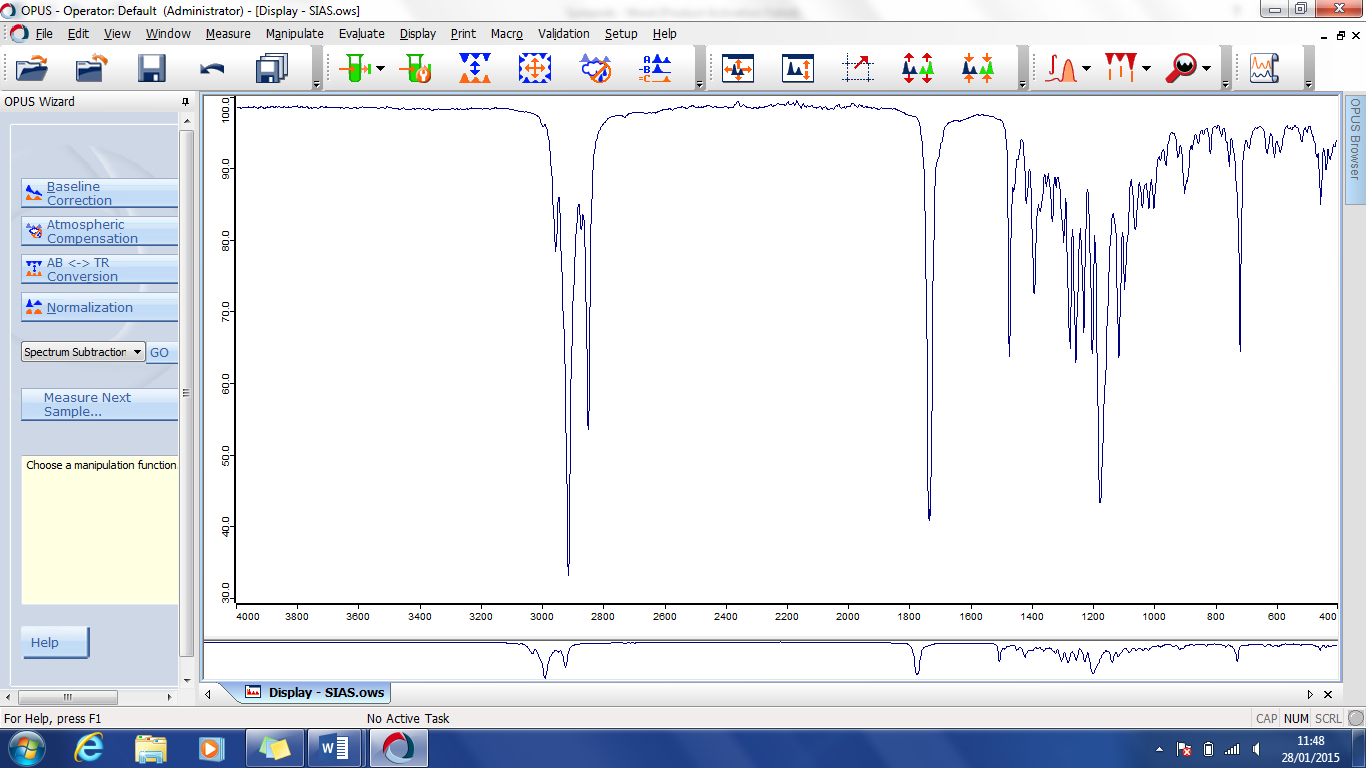 OPUS - Operator: Default (Administrator) - [Display - SIAS.ows]
File Edit View Window Measure Manipulate Evaluate Display Print Macro Validation Setup Help
OPUS Wizard
Baseline
Correction
Atmospheric
Compensation
AB <-> TR
Conversion
Normalization
Spectrum Subtraction GO
Measure Next
Sample...
Choose a manipulation function
Help
100.0
90.0
80.0
70.0
60.0
50.0
40.0
30.0
4000 3800 3600 3400 3200 3000 2800 2600 2400 2200 2000 1800 1600 1400 1200 1000 800 600 400
OPUS Browser
Display - SIAS.ows
For Help, press F1 No Active Task CAP NUM SCRL
11:48
28/01/2015